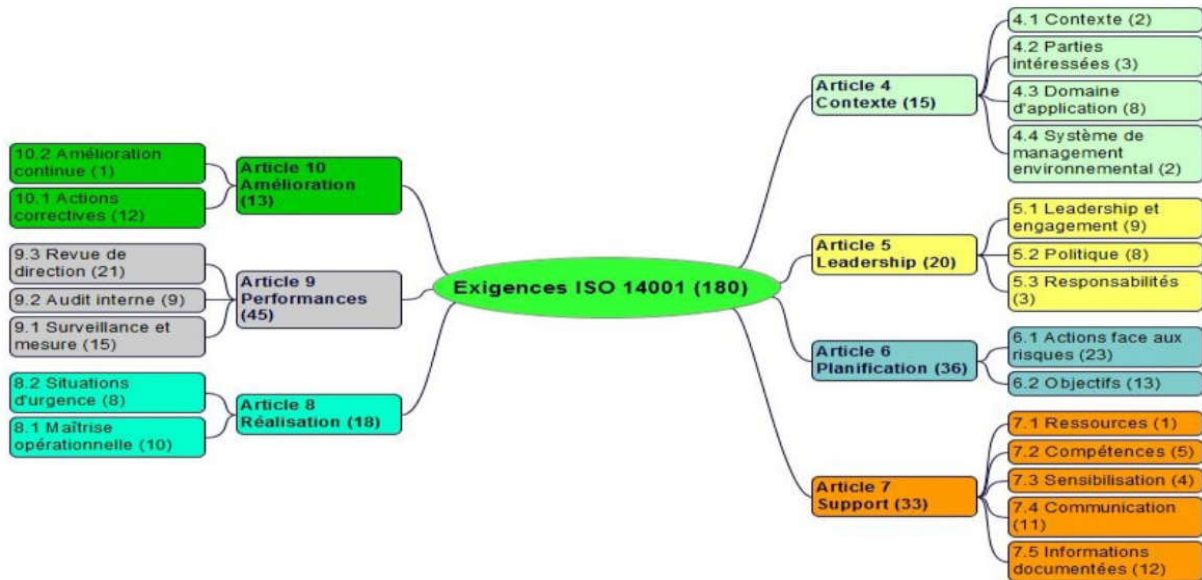 Exigences ISO 14001 (180)
Article 4
Contexte (15)
4.1 Contexte (2)
4.2 Parties
intéressées (3)
4.3 Domaine
d'application (8)
4.4 Système de
management
environnemental (2)
Article 5
Leadership (20)
5.1 Leadership et
engagement (9)
5.2 Politique (8)
5.3 Responsabilités
(3)
Article 6
Planification (36)
6.1 Actions face aux
risques (23)
6.2 Objectifs (13)
Article 7
Support (33)
7.1 Ressources (1)
7.2 Compétences (5)
7.3 Sensibilisation (4)
7.4 Communication
(11)
7.5 Informations
documentées (12)
Article 8
Réalisation (18)
8.2 Situations
d'urgence (8)
8.1 Maîtrise
opérationnelle (10)
Article 9
Performances
(45)
9.3 Revue de
direction (21)
9.2 Audit interne (9)
9.1 Surveillance et
mesure (15)
Article 10
Amélioration
(13)
10.2 Amélioration
continue (1)
10.1 Actions
correctives (12)